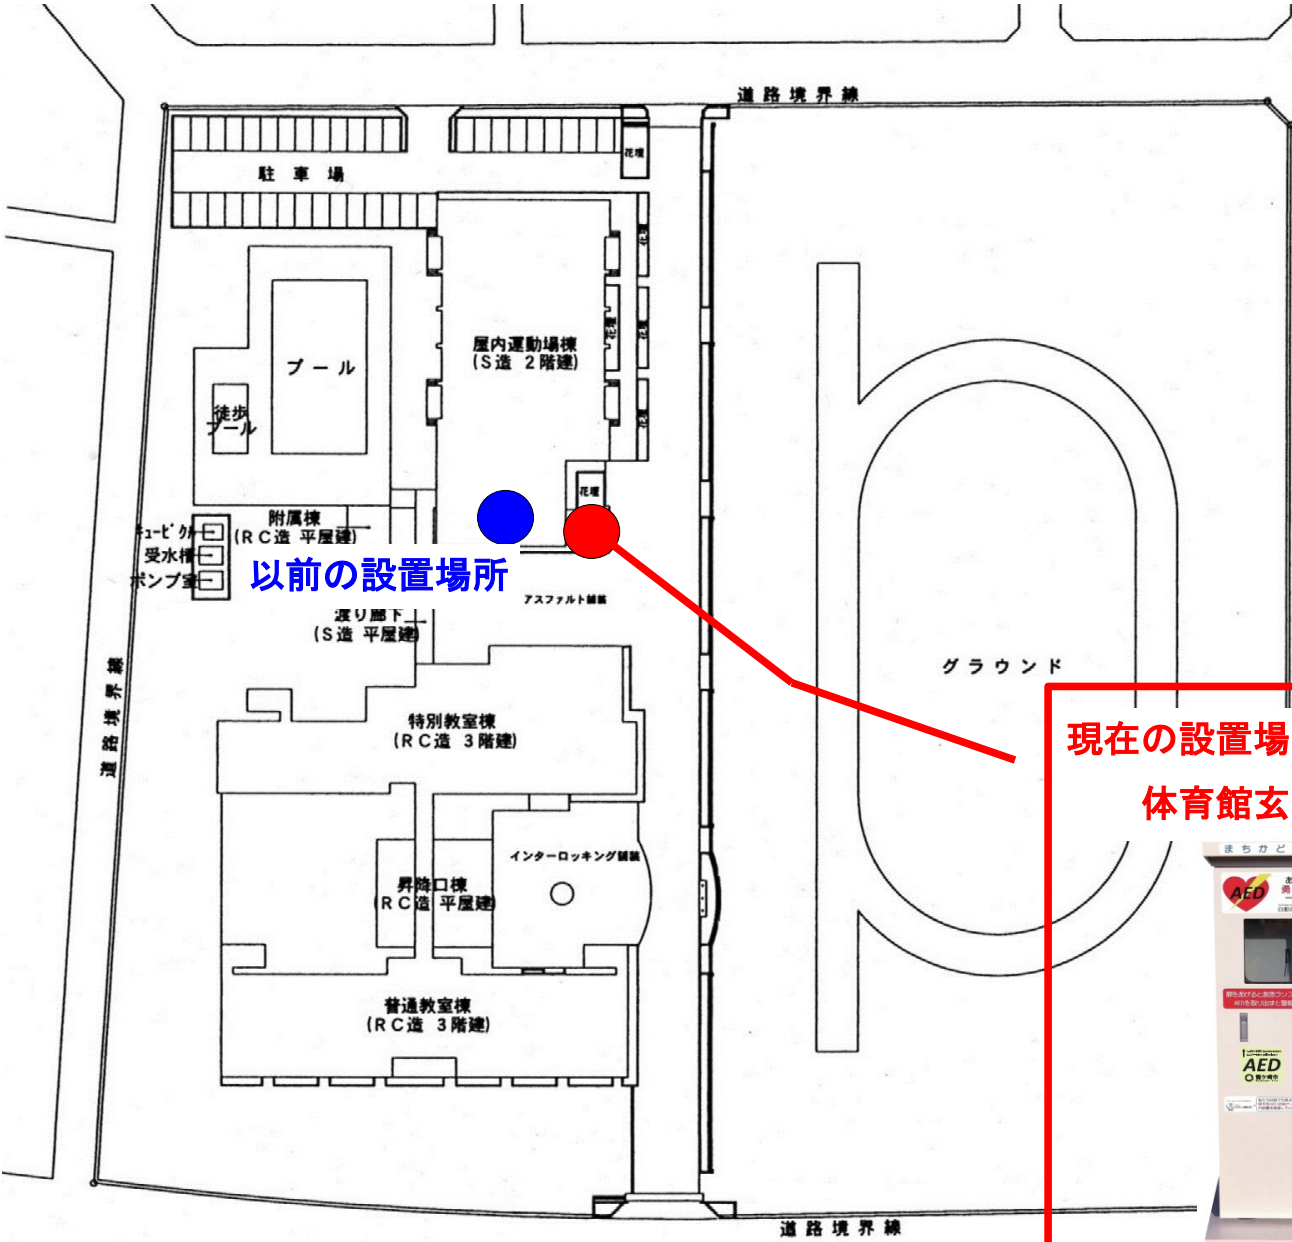 道路境界線
花壇
駐車場
花壇
屋内運動場棟
(S造 2階建)
花壇
花壇
プール
徒歩
プール
花壇
花壇
附属棟
(RC造 平屋建)
キュービクル
受水槽
ポンプ室
以前の設置場所
アスファルト舗装
渡り廊下
(S造 平屋建)
道路境界線
グラウンド
特別教室棟
(RC造 3階建)
現在の設置場
体育館玄
インターロッキング舗装
まちかど
AED
昇降口棟
(RC造 平屋建)
普通教室棟
(RC造 3階建)
AED
道路境界線